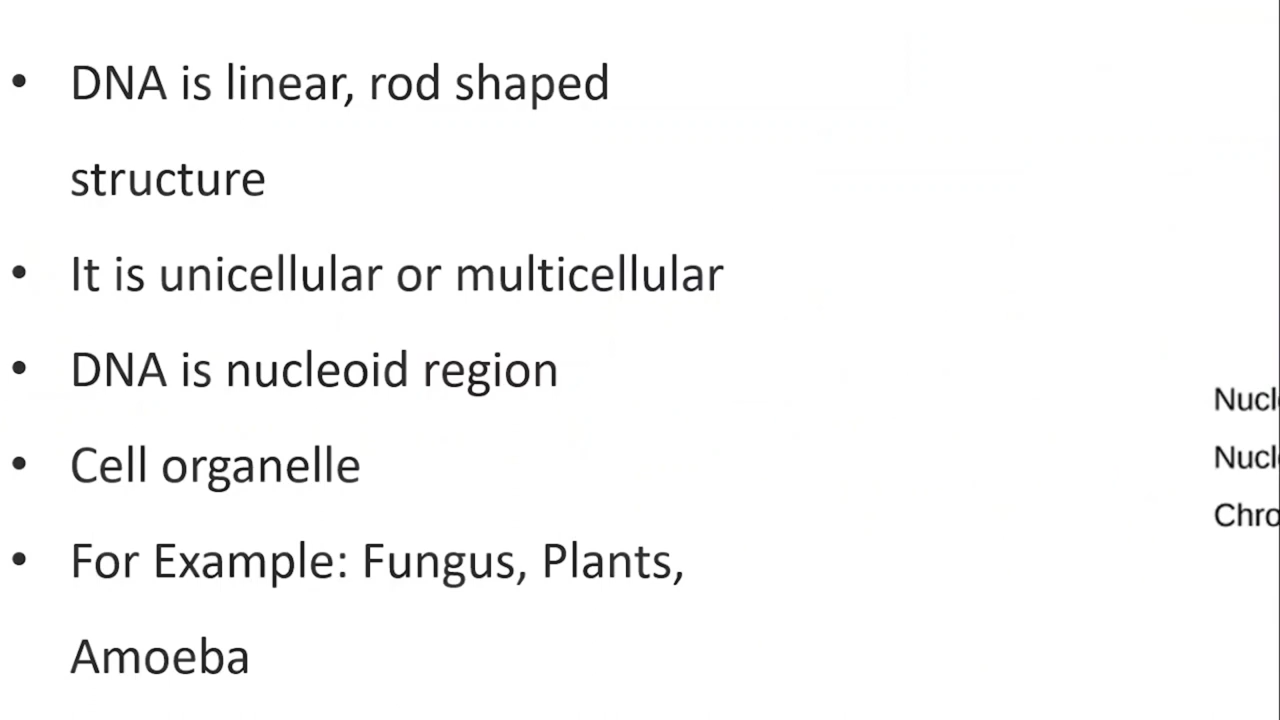 • DNA is linear, rod shaped
structure
• It is unicellular or multicellular
• DNA is nucleoid region
• Cell organelle
• For Example: Fungus, Plants,
Amoeba